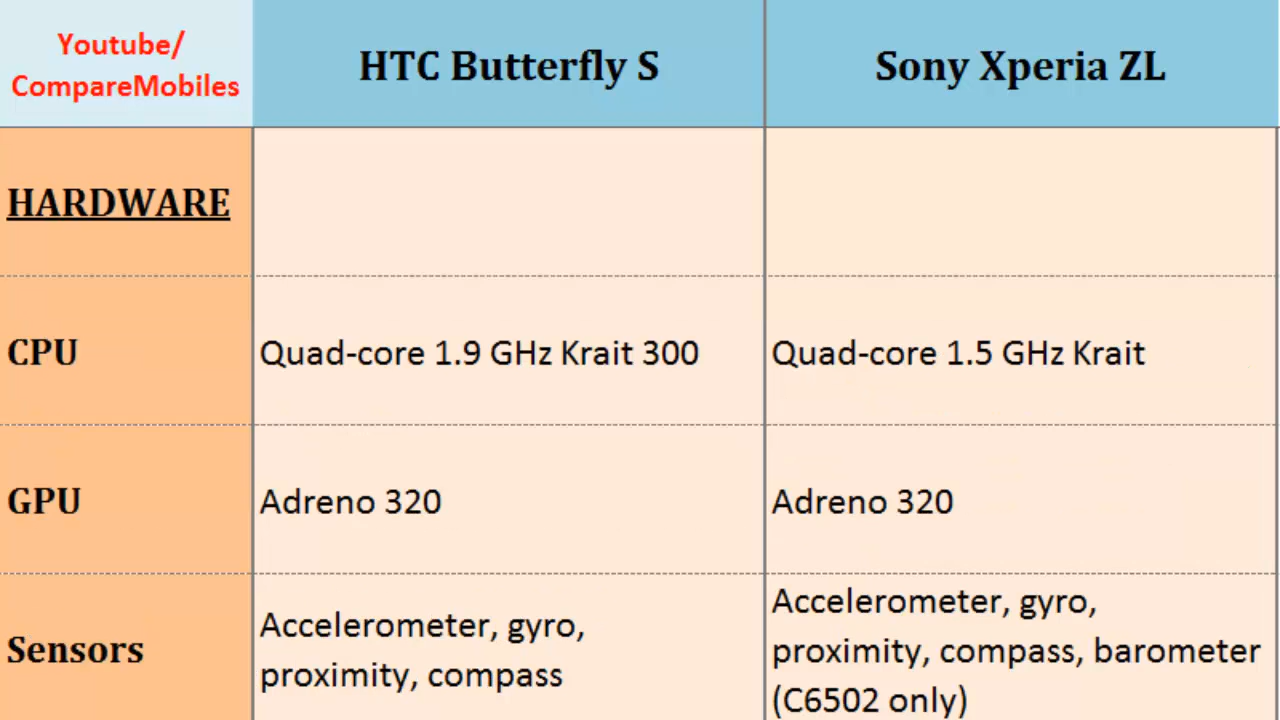 Youtube/
CompareMobiles
HTC Butterfly S
Sony Xperia ZL
HARDWARE
CPU
Quad-core 1.9 GHz Krait 300
Quad-core 1.5 GHz Krait
GPU
Adreno 320
Adreno 320
Sensors
Accelerometer, gyro,
proximity, compass
Accelerometer, gyro,
proximity, compass, barometer
(C6502 only)